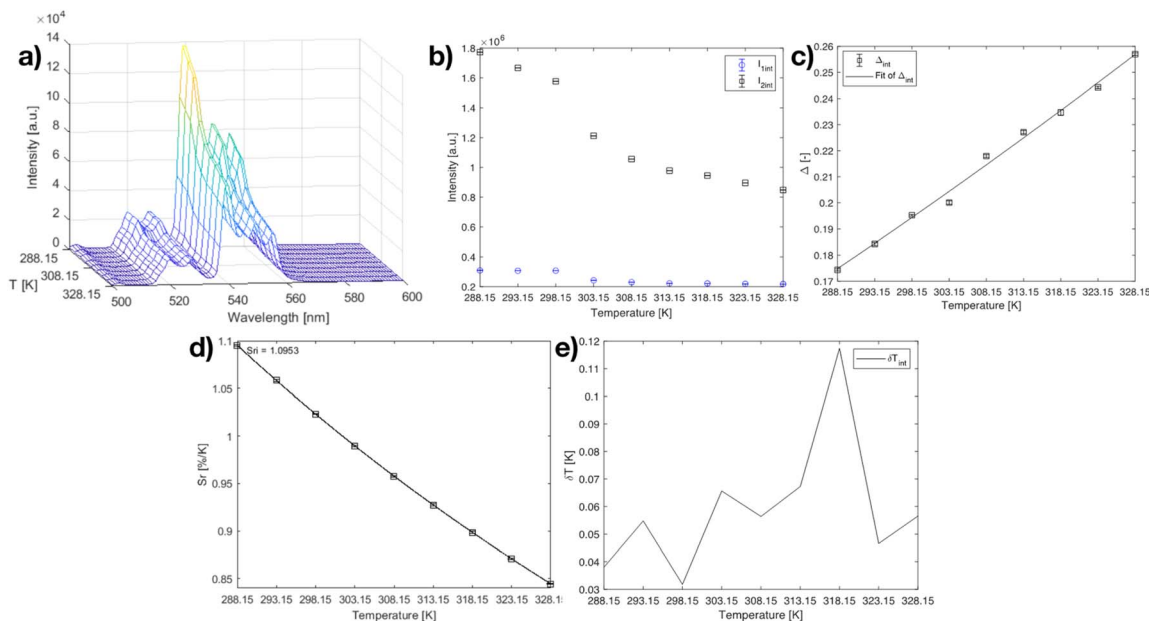 a)
×10⁴
14
12
10
8
6
4
2
0
Intensity [a.u.]
288.15
308.15
328.15
T [K]
500
520
540
560
580
600
Wavelength [nm]
b)
×10⁶
1.8
1.6
1.4
1.2
1
0.8
0.6
0.4
0.2
Intensity [a.u.]
I1int
I2int
288.15 293.15 298.15 303.15 308.15 313.15 318.15 323.15 328.15
Temperature [K]
c)
0.26
0.25
0.24
0.23
0.22
0.21
0.2
0.19
0.18
0.17
Δ [-]
Δint
Fit of Δint
288.15 293.15 298.15 303.15 308.15 313.15 318.15 323.15 328.15
Temperature [K]
d)
1.1
1.05
1
0.95
0.9
0.85
Sr [%/K]
Sri = 1.0953
288.15 293.15 298.15 303.15 308.15 313.15 318.15 323.15 328.15
Temperature [K]
e)
0.12
0.11
0.1
0.09
0.08
0.07
0.06
0.05
0.04
0.03
δT [K]
δTint
288.15 293.15 298.15 303.15 308.15 313.15 318.15 323.15 328.15
Temperature [K]